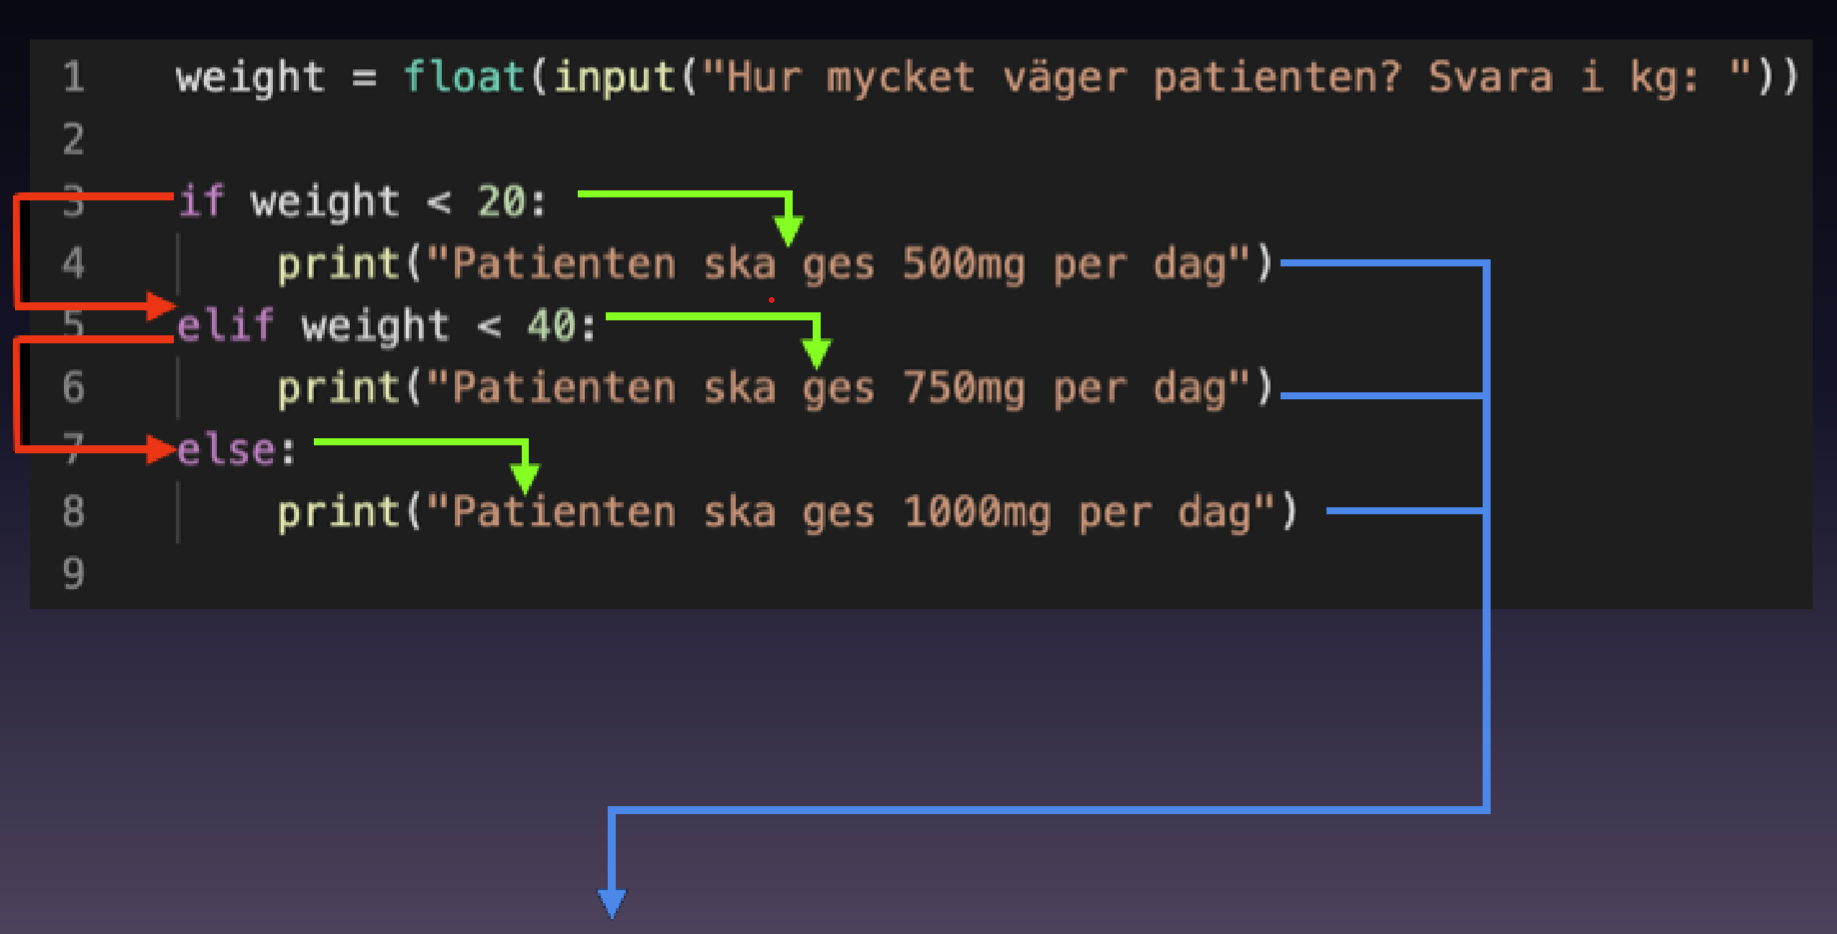 1 weight = float(input("Hur mycket väger patienten? Svara i kg: "))
2
3 if weight < 20:
4 print("Patienten ska ges 500mg per dag")
5 elif weight < 40:
6 print("Patienten ska ges 750mg per dag")
7 else:
8 print("Patienten ska ges 1000mg per dag")
9